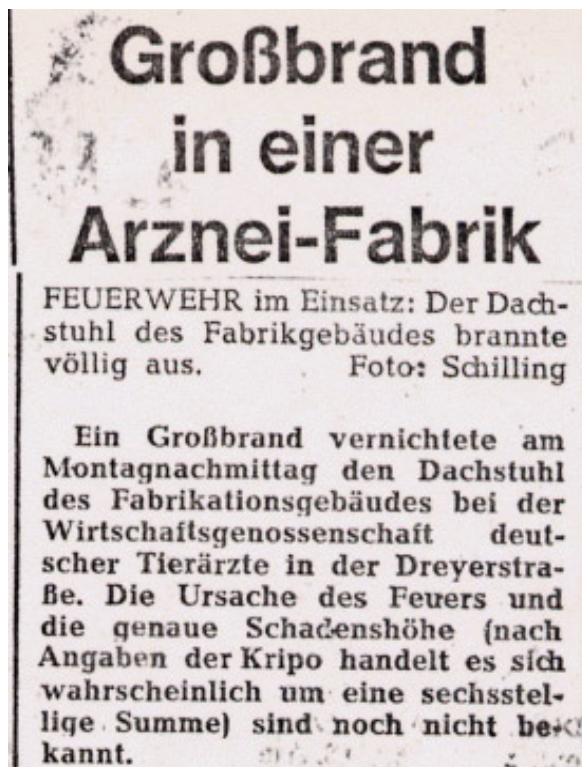 Großbrand
in einer
Arznei-Fabrik
FEUERWEHR im Einsatz: Der Dach-
stuhl des Fabrikgebäudes brannte
völlig aus. Foto: Schilling
Ein Großbrand vernichtete am
Montagnachmittag den Dachstuhl
des Fabrikationsgebäudes bei der
Wirtschaftsgenossenschaft deut-
scher Tierärzte in der Dreyerstra-
ße. Die Ursache des Feuers und
die genaue Schadenshöhe (nach
Angaben der Kripo handelt es sich
wahrscheinlich um eine sechsstel-
lige Summe) sind noch nicht be-
kannt.